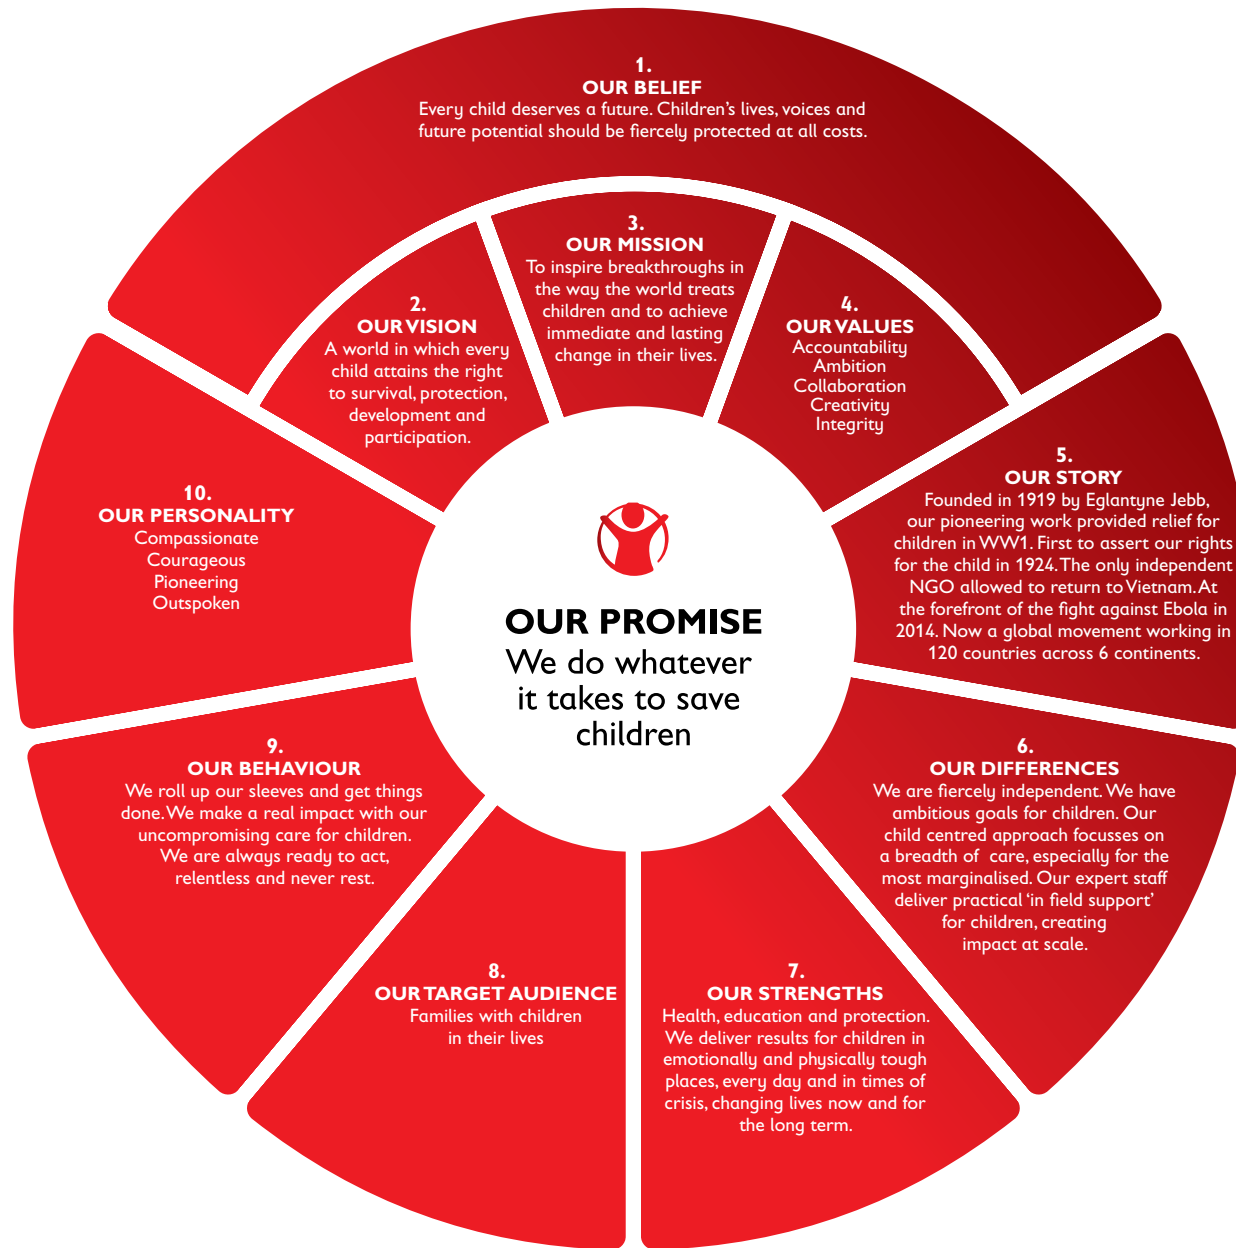 1.
OUR BELIEF
Every child deserves a future. Children's lives, voices and
future potential should be fiercely protected at all costs.
2.
OUR VISION
A world in which every
child attains the right
to survival, protection,
development and
participation.
3.
OUR MISSION
To inspire breakthroughs in
the way the world treats
children and to achieve
immediate and lasting
change in their lives.
4.
OUR VALUES
Accountability
Ambition
Collaboration
Creativity
Integrity
5.
OUR STORY
Founded in 1919 by Eglantyne Jebb,
our pioneering work provided relief for
children in WW1. First to assert our rights
for the child in 1924. The only independent
NGO allowed to return to Vietnam. At
the forefront of the fight against Ebola in
2014. Now a global movement working in
120 countries across 6 continents.
6.
OUR DIFFERENCES
We are fiercely independent. We have
ambitious goals for children. Our
child centred approach focusses on
a breadth of care, especially for the
most marginalised. Our expert staff
deliver practical 'in field support'
for children, creating
impact at scale.
7.
OUR STRENGTHS
Health, education and protection.
We deliver results for children in
emotionally and physically tough
places, every day and in times of
crisis, changing lives now and for
the long term.
8.
OUR TARGET AUDIENCE
Families with children
in their lives
9.
OUR BEHAVIOUR
We roll up our sleeves and get things
done. We make a real impact with our
uncompromising care for children.
We are always ready to act,
relentless and never rest.
10.
OUR PERSONALITY
Compassionate
Courageous
Pioneering
Outspoken
OUR PROMISE
We do whatever
it takes to save
children